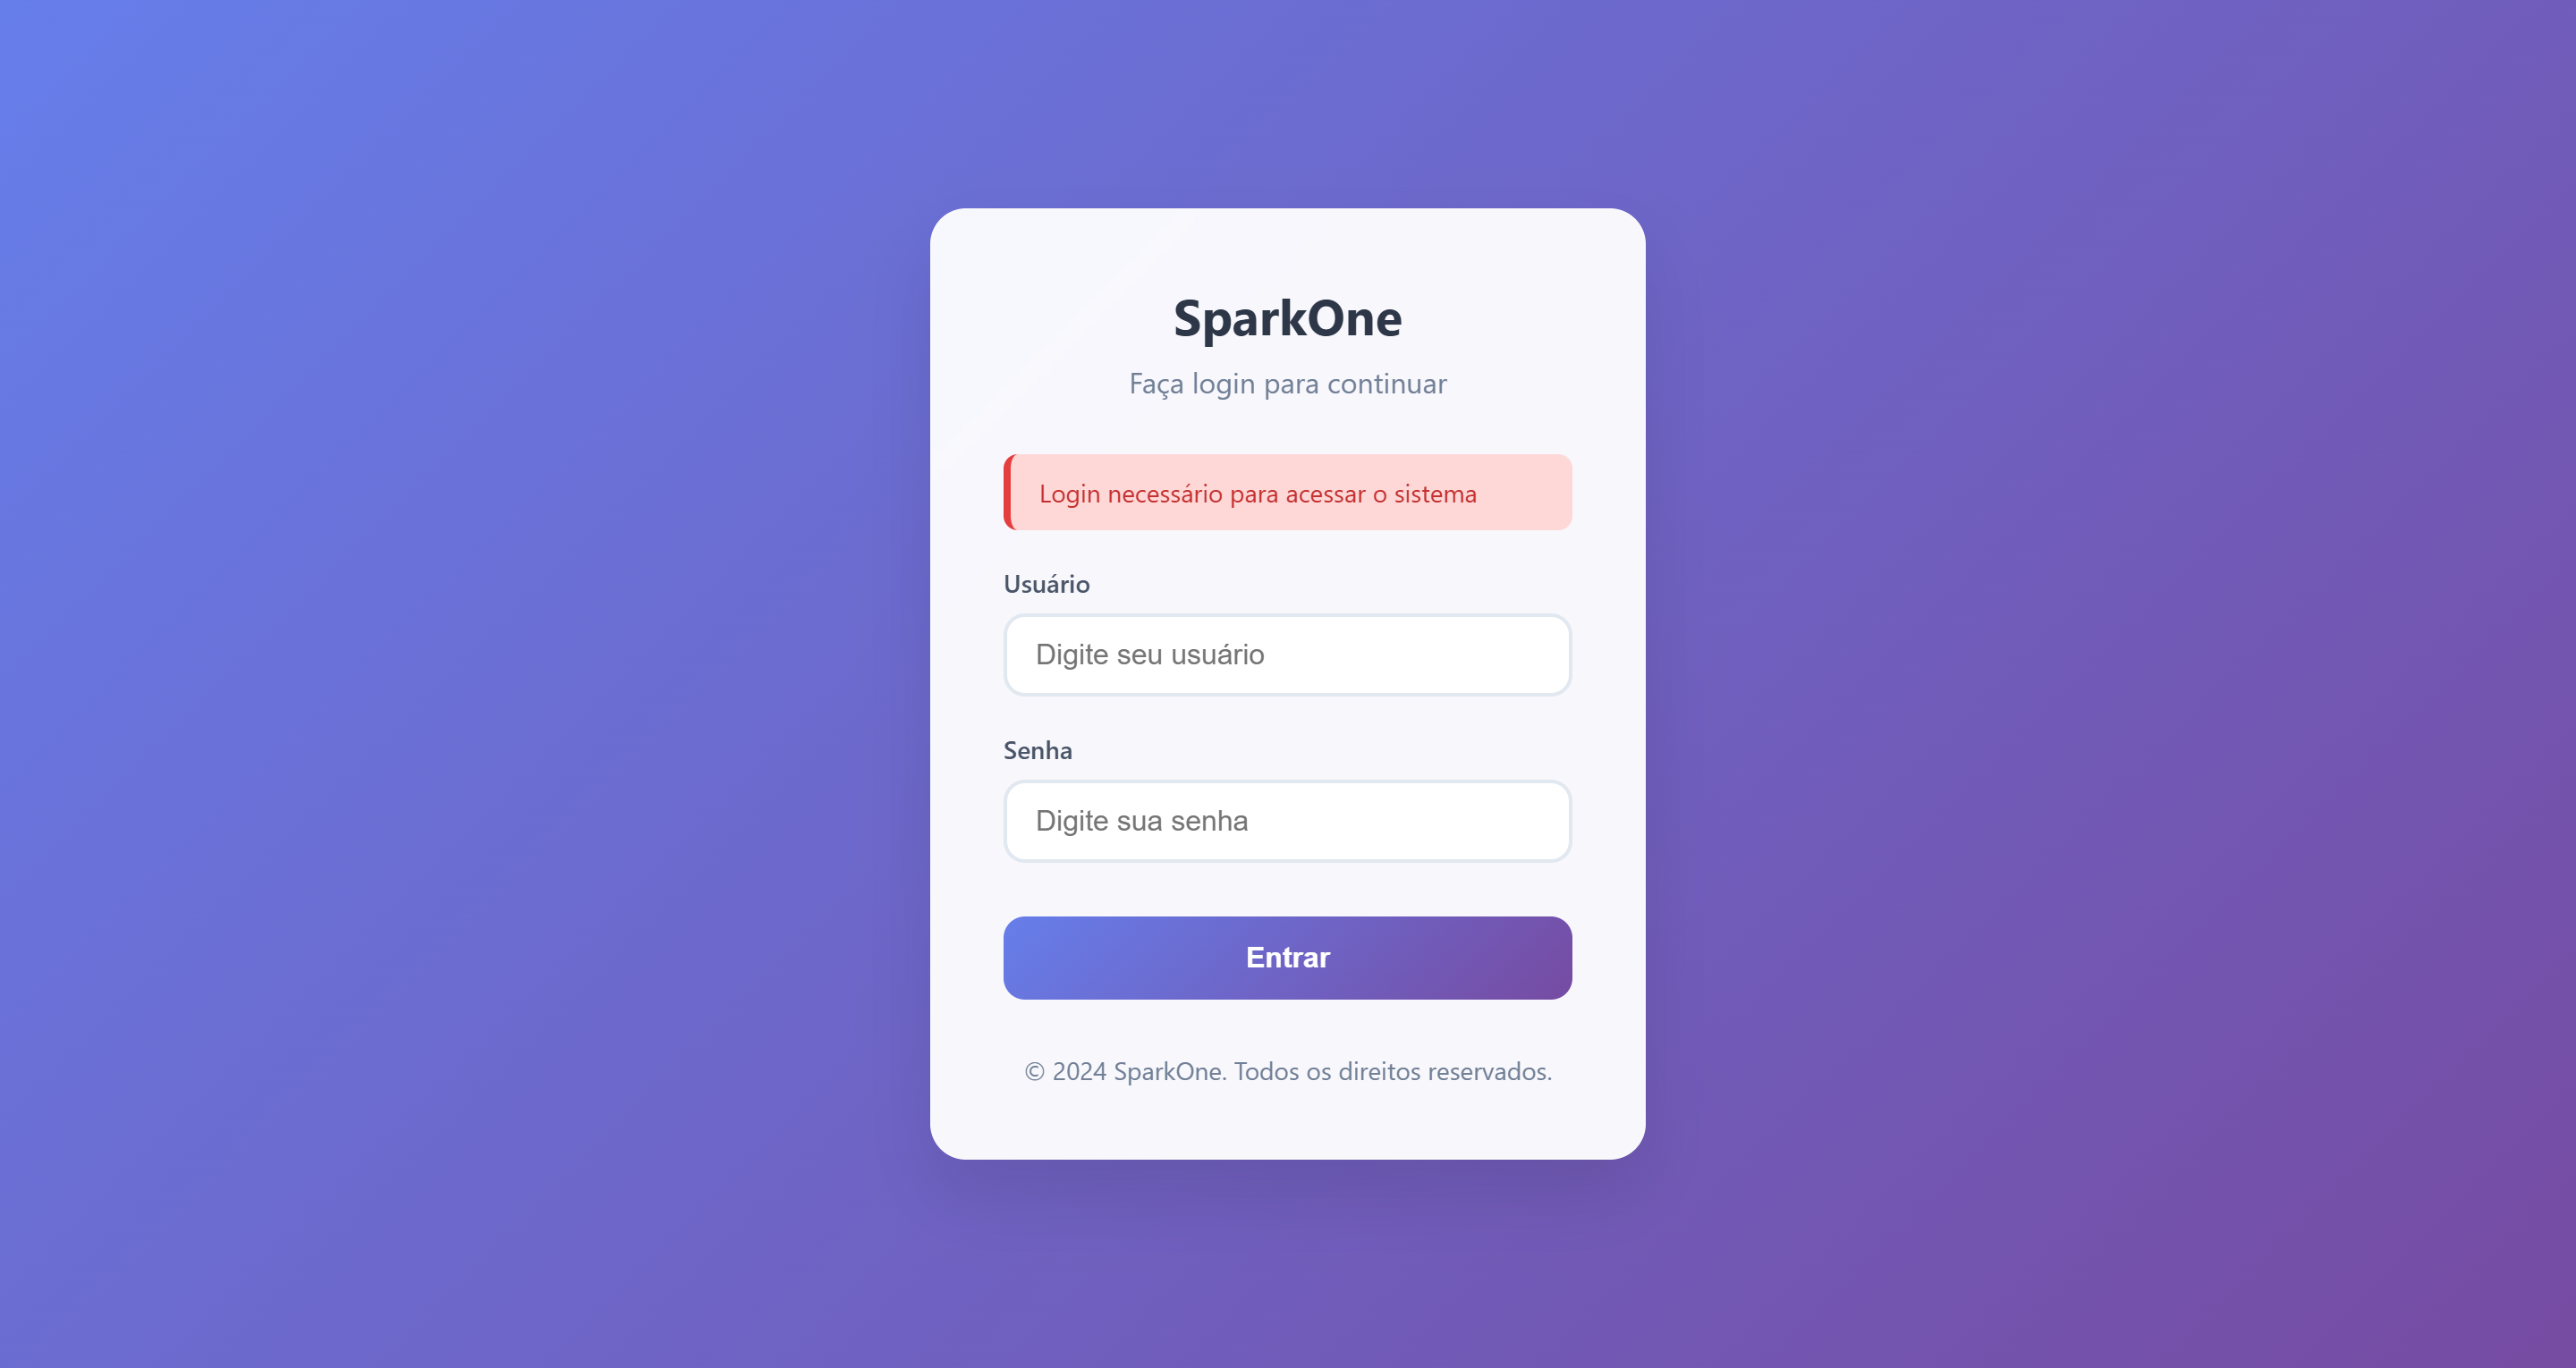 SparkOne
Faça login para continuar
Login necessário para acessar o sistema
Usuário
Digite seu usuário
Senha
Digite sua senha
Entrar
© 2024 SparkOne. Todos os direitos reservados.